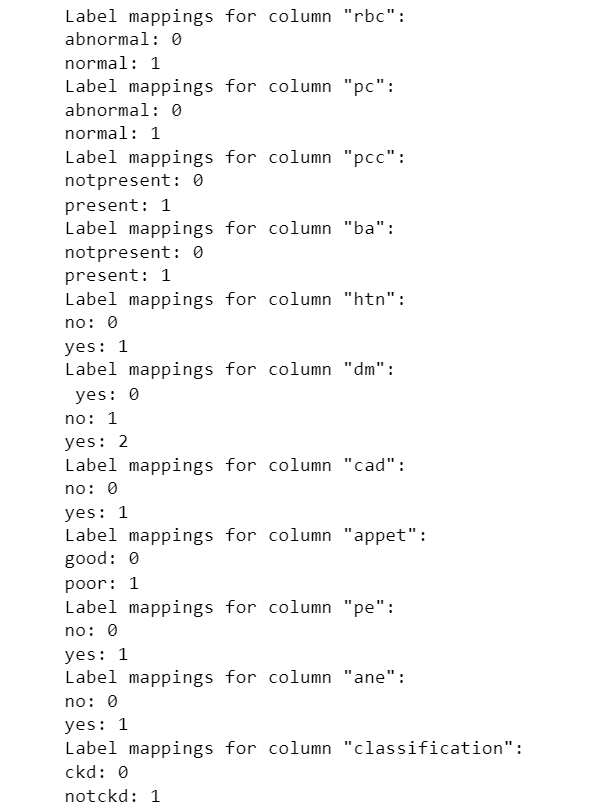 Label mappings for column "rbc":
abnormal: 0
normal: 1
Label mappings for column "pc":
abnormal: 0
normal: 1
Label mappings for column "pcc":
notpresent: 0
present: 1
Label mappings for column "ba":
notpresent: 0
present: 1
Label mappings for column "htn":
no: 0
yes: 1
Label mappings for column "dm":
 yes: 0
no: 1
yes: 2
Label mappings for column "cad":
no: 0
yes: 1
Label mappings for column "appet":
good: 0
poor: 1
Label mappings for column "pe":
no: 0
yes: 1
Label mappings for column "ane":
no: 0
yes: 1
Label mappings for column "classification":
ckd: 0
notckd: 1